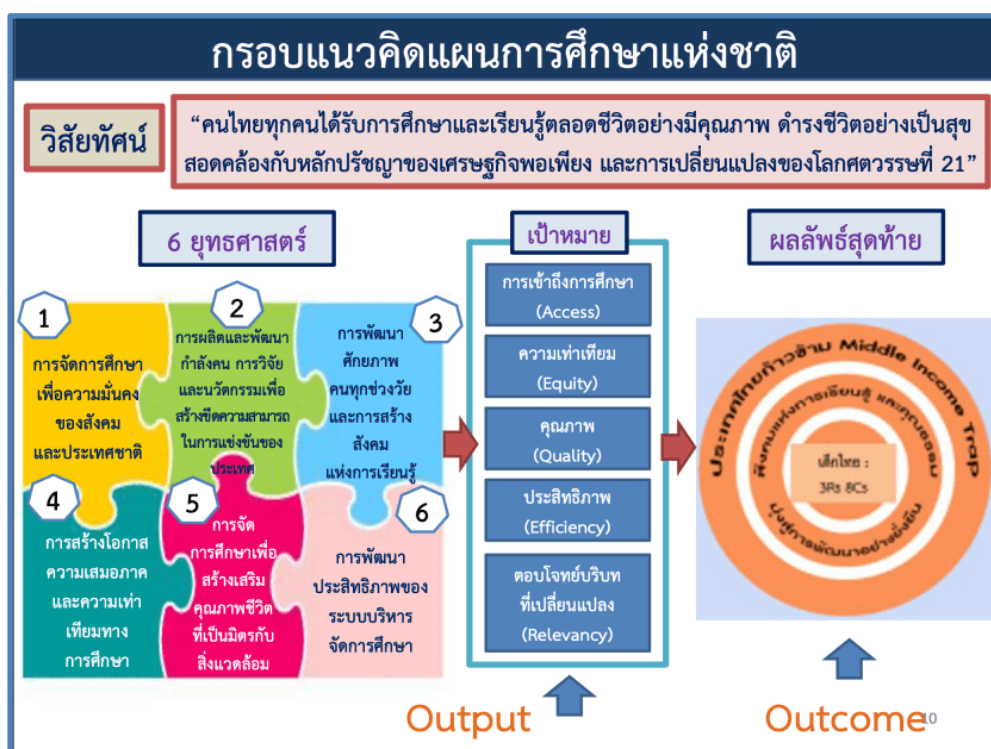 กรอบแนวคิดแผนการศึกษาแห่งชาติ
วิสัยทัศน์
“คนไทยทุกคนได้รับการศึกษาและเรียนรู้ตลอดชีวิตอย่างมีคุณภาพ ดำรงชีวิตอย่างเป็นสุข
สอดคล้องกับหลักปรัชญาของเศรษฐกิจพอเพียง และการเปลี่ยนแปลงของโลกศตวรรษที่ 21”
6 ยุทธศาสตร์
1
การจัดการศึกษา
เพื่อความมั่นคง
ของสังคม
และประเทศชาติ
2
การผลิตและพัฒนา
กำลังคน การวิจัย
และนวัตกรรมเพื่อ
สร้างขีดความสามารถ
ในการแข่งขันของ
ประเทศ
3
การพัฒนา
ศักยภาพ
คนทุกช่วงวัย
และการสร้าง
สังคม
แห่งการเรียนรู้
4
การสร้างโอกาส
ความเสมอภาค
และความเท่า
เทียมทาง
การศึกษา
5
การจัด
การศึกษาเพื่อ
สร้างเสริม
คุณภาพชีวิต
ที่เป็นมิตรกับ
สิ่งแวดล้อม
6
การพัฒนา
ประสิทธิภาพของ
ระบบบริหาร
จัดการศึกษา
เป้าหมาย
การเข้าถึงการศึกษา
(Access)
ความเท่าเทียม
(Equity)
คุณภาพ
(Quality)
ประสิทธิภาพ
(Efficiency)
ตอบโจทย์บริบท
ที่เปลี่ยนแปลง
(Relevancy)
Output
ผลลัพธ์สุดท้าย
ประเทศไทยก้าวข้าม Middle Income Trap
สังคมแห่งการเรียนรู้ และคุณธรรม
เด็กไทย :
3Rs 8Cs
มุ่งสู่การพัฒนาอย่างยั่งยืน
Outcome
10